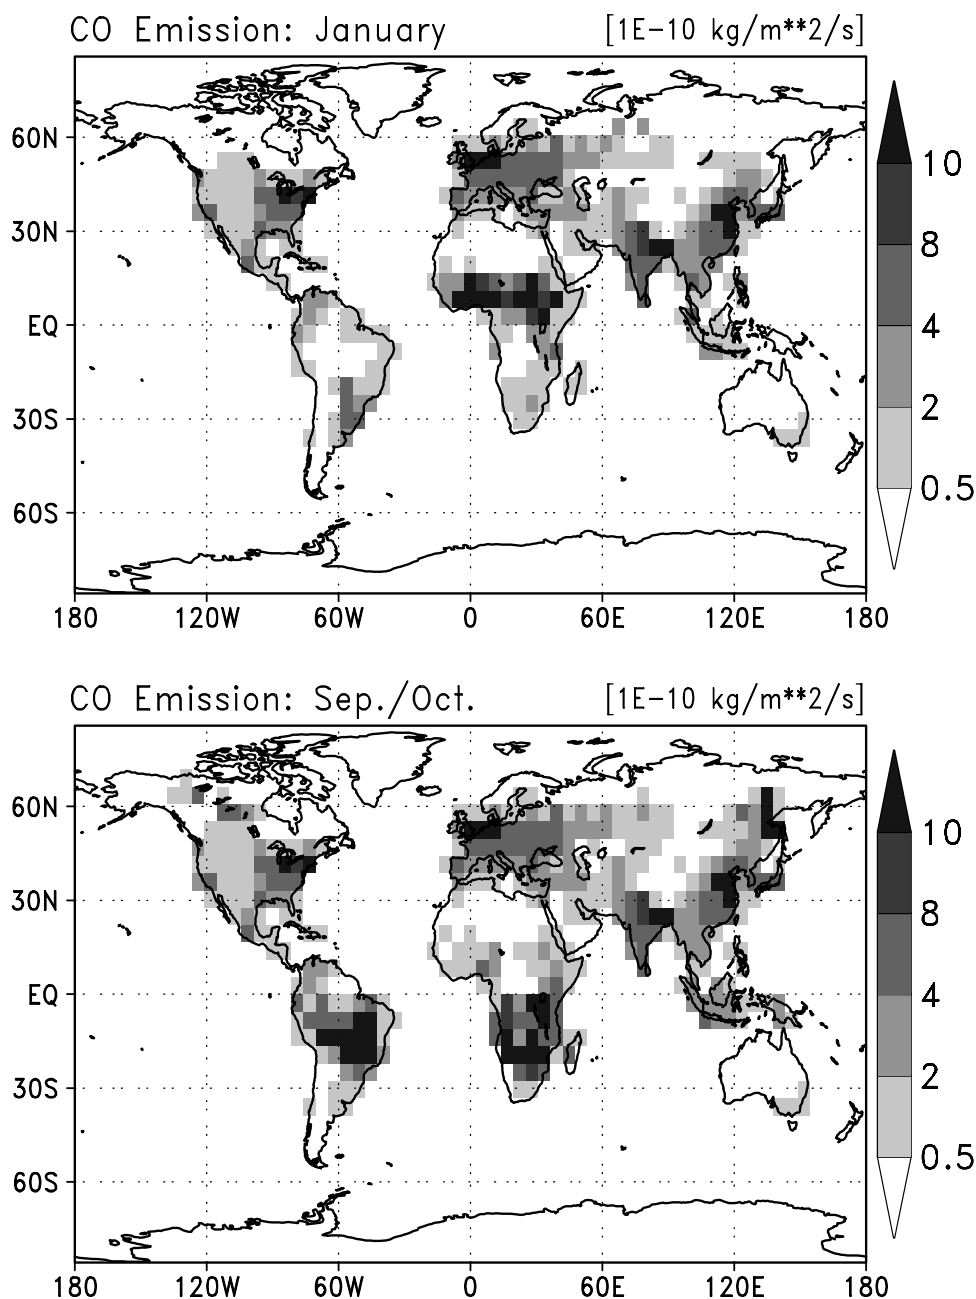 CO Emission: January [1E-10 kg/m**2/s]
60N
30N
EQ
30S
60S
180 120W 60W 0 60E 120E 180
10
8
4
2
0.5
CO Emission: Sep./Oct. [1E-10 kg/m**2/s]
60N
30N
EQ
30S
60S
180 120W 60W 0 60E 120E 180
10
8
4
2
0.5